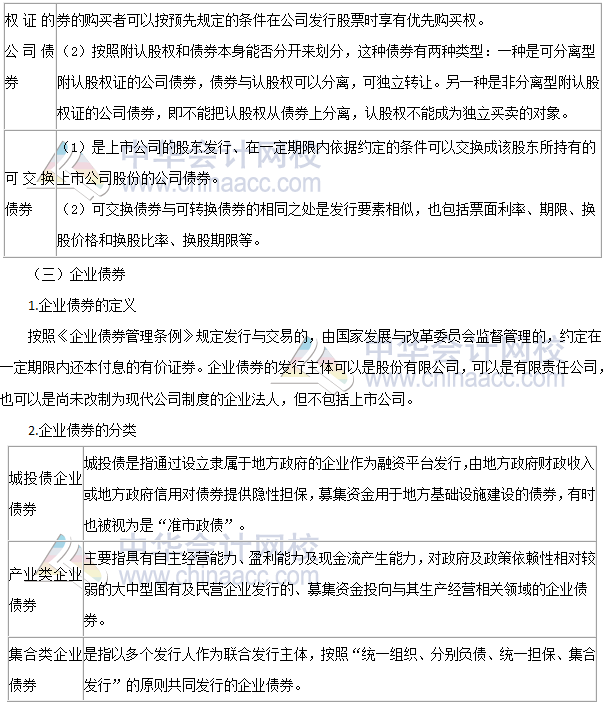 权证的券的购买者可以按预先规定的条件在公司发行股票时享有优先购买权。
公司债
券
（2）按照附认股权和债券本身能否分开来划分，这种债券有两种类型：一种是可分离型
附认股权证的公司债券，债券与认股权可以分离，可独立转让。另一种是非分离型附认股
权证的公司债券，即不能把认股权从债券上分离，认股权不能成为独立买卖的对象。
可交换
债券
（1）是上市公司的股东发行、在一定期限内依据约定的条件可以交换成该股东所持有的
上市公司股份的公司债券。
（2）可交换债券与可转换债券的相同之处是发行要素相似，也包括票面利率、期限、换
股价格和换股比率、换股期限等。
中华会计网校
www.chinaacc.com
（三）企业债券
1.企业债券的定义
按照《企业债券管理条例》规定发行与交易的，由国家发展与改革委员会监督管理的，约定在
一定期限内还本付息的有价证券。企业债券的发行主体可以是股份有限公司，可以是有限责任公司，
也可以是尚未改制为现代公司制度的企业法人，但不包括上市公司。
中华会计网校
www.chinaacc.com
2.企业债券的分类
城投债企业
债券
城投债是指通过设立隶属于地方政府的企业作为融资平台发行，由地方政府财政收入
或地方政府信用对债券提供隐性担保，募集资金用于地方基础设施建设的债券，有时
也被视为是“准市政债”。
产业类企业
债券
主要指具有自主经营能力、盈利能力及现金流产生能力，对政府及政策依赖性相对较
弱的大中型国有及民营企业发行的、募集资金投向与其生产经营相关领域的企业债
券。
中华会计网校
www.chinaacc.com
集合类企业
债券
是指以多个发行人作为联合发行主体，按照“统一组织、分别负债、统一担保、集合
发行”的原则共同发行的企业债券。